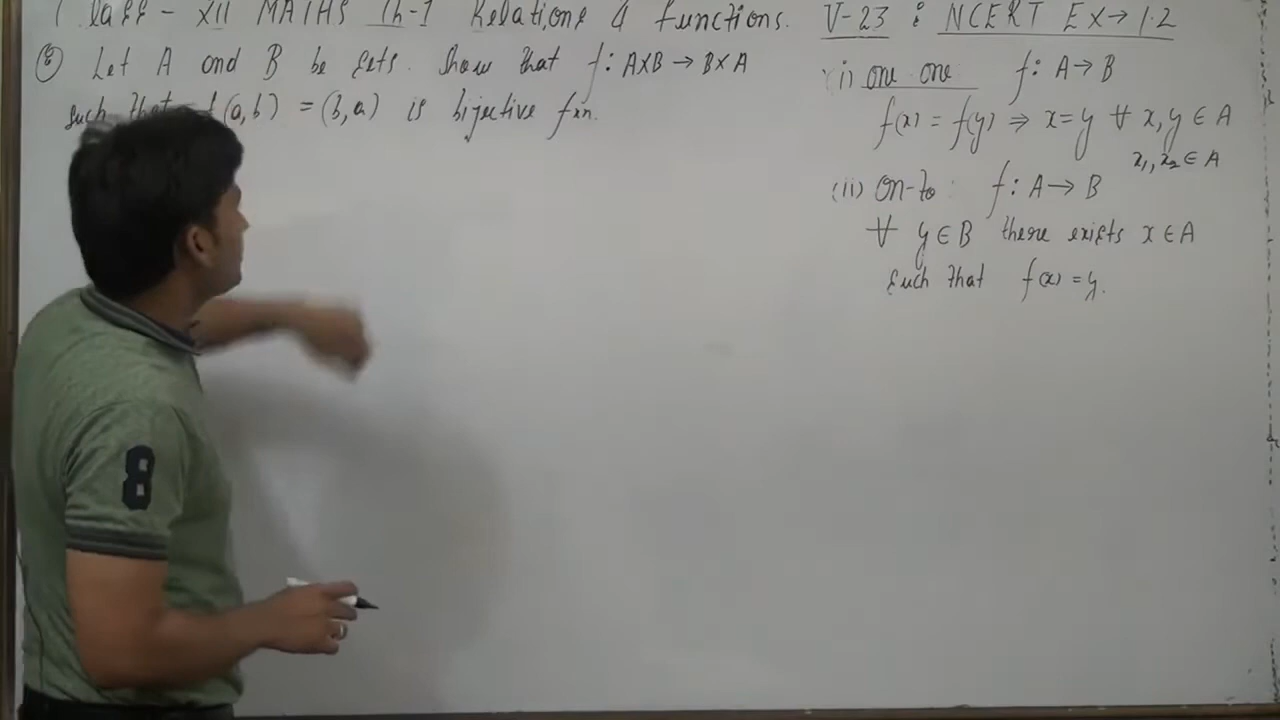 Class - XII MATHS Ch-1 Relations & functions. V-23 : NCERT EX→1.2
⑧ Let A and B be sets. Show that f: A×B → B×A
such that f(a,b) = (b,a) is bijective fxn.
(i) one one f: A→B
f(x) = f(y) ⇒ x=y ∀ x,y ∈ A
x₁, x₂ ∈ A
(ii) on-to: f: A→B
∀ y∈B there exists x∈A
such that f(x) = y.
8